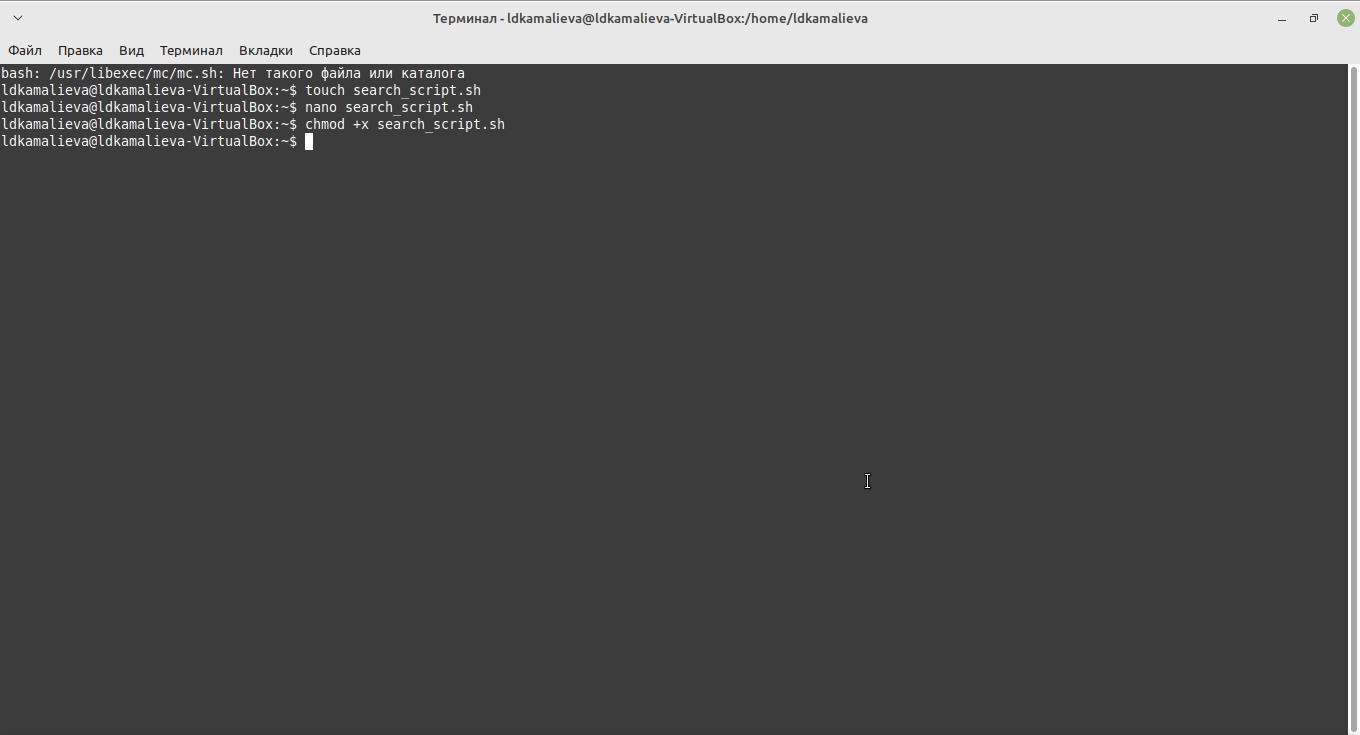 Терминал - ldkamalieva@ldkamalieva-VirtualBox:/home/ldkamalieva
Файл Правка Вид Терминал Вкладки Справка
bash: /usr/libexec/mc/mc.sh: Нет такого файла или каталога
ldkamalieva@ldkamalieva-VirtualBox:~$ touch search_script.sh
ldkamalieva@ldkamalieva-VirtualBox:~$ nano search_script.sh
ldkamalieva@ldkamalieva-VirtualBox:~$ chmod +x search_script.sh
ldkamalieva@ldkamalieva-VirtualBox:~$